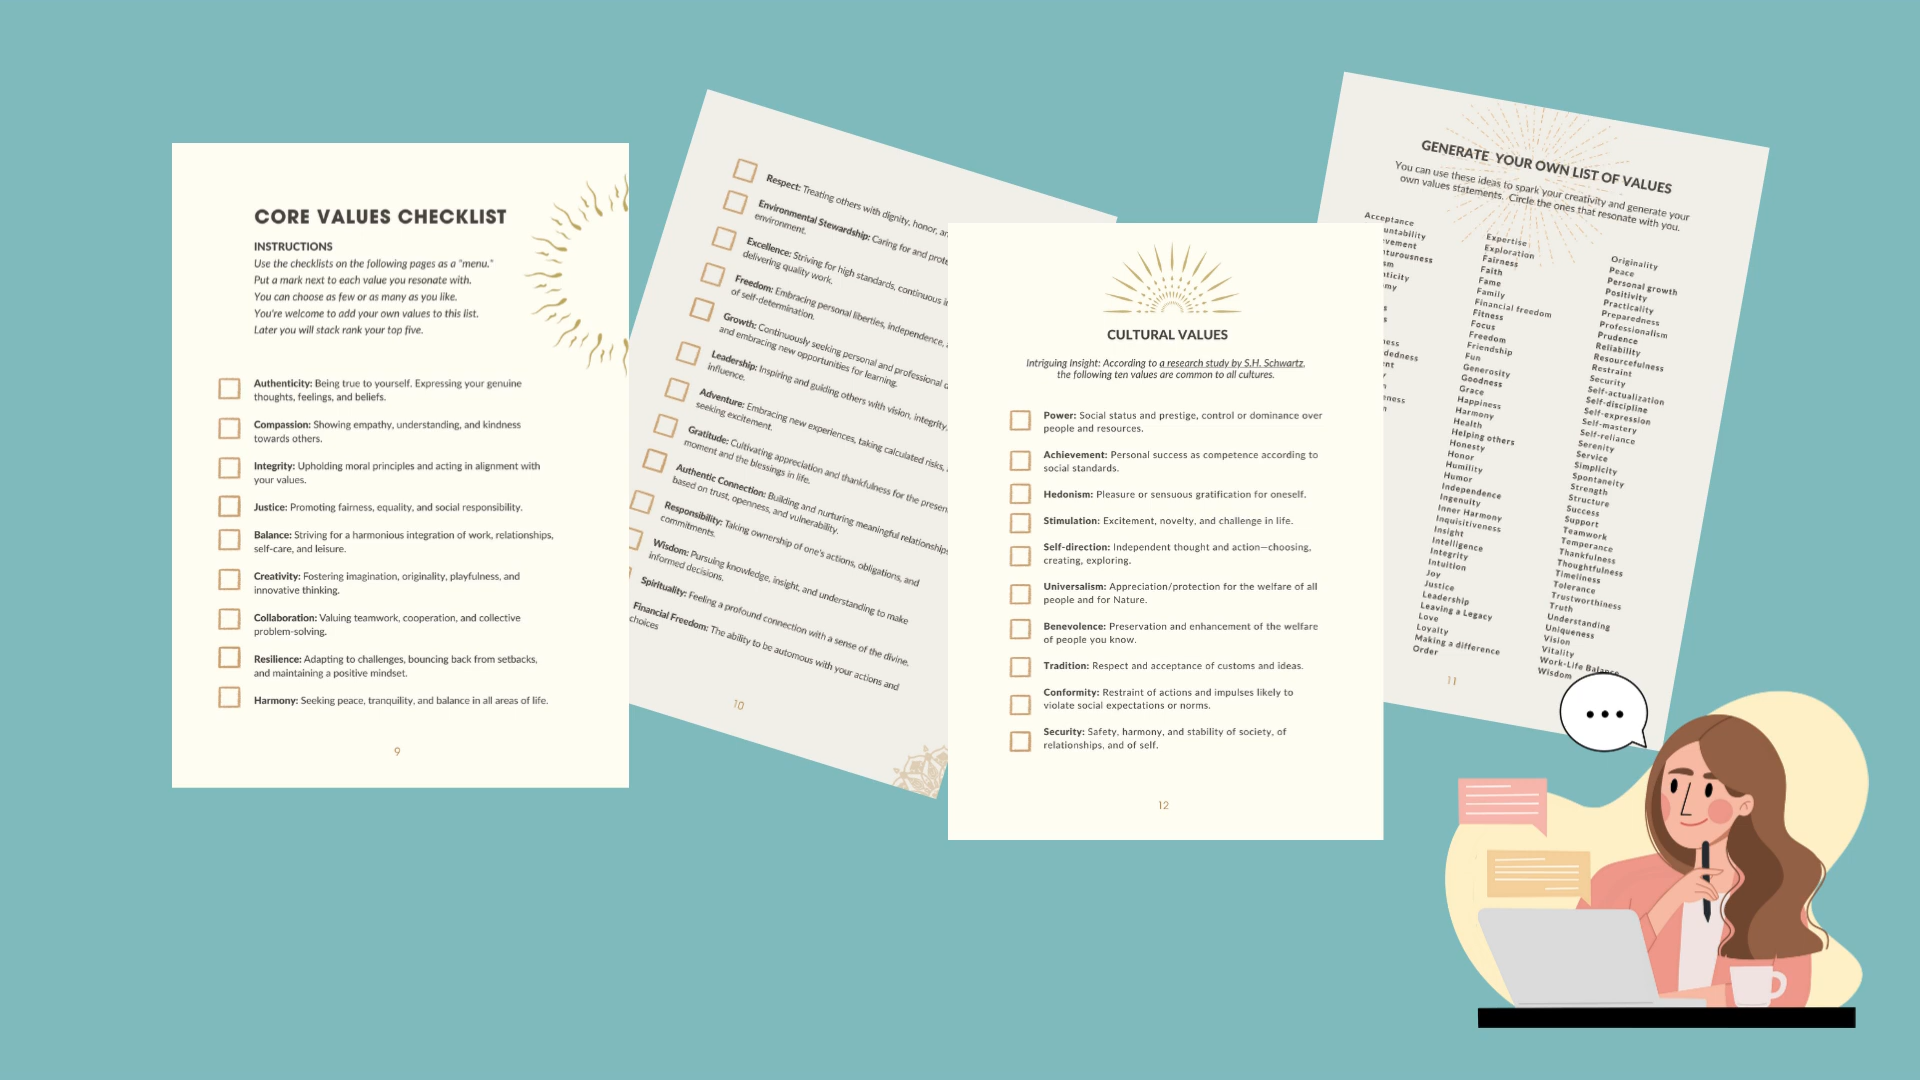 CORE VALUES CHECKLIST
INSTRUCTIONS
Use the checklists on the following pages as a "menu."
Put a mark next to each value you resonate with.
You can choose as few or as many as you like.
You're welcome to add your own values to this list.
Later you will stack rank your top five.
Authenticity: Being true to yourself. Expressing your genuine
thoughts, feelings, and beliefs.
Compassion: Showing empathy, understanding, and kindness
towards others.
Integrity: Upholding moral principles and acting in alignment with
your values.
Justice: Promoting fairness, equality, and social responsibility.
Balance: Striving for a harmonious integration of work, relationships,
self-care, and leisure.
Creativity: Fostering imagination, originality, playfulness, and
innovative thinking.
Collaboration: Valuing teamwork, cooperation, and collective
problem-solving.
Resilience: Adapting to challenges, bouncing back from setbacks,
and maintaining a positive mindset.
Harmony: Seeking peace, tranquility, and balance in all areas of life.
9
Respect: Treating others with dignity, honor,
Environmental Stewardship: Caring for and
environment.
Excellence: Striving for high standards, continuous
delivering quality work.
Freedom: Embracing personal liberties, independence,
of self-determination.
Growth: Continuously seeking personal and professional
and embracing new opportunities for learning.
Leadership: Inspiring and guiding others with vision, integrity,
influence.
Adventure: Embracing new experiences, taking calculated risks,
seeking excitement.
Gratitude: Cultivating appreciation and thankfulness for the present
moment and the blessings in life.
Authentic Connection: Building and nurturing meaningful relationships
based on trust, openness, and vulnerability.
Responsibility: Taking ownership of one's actions, obligations, and
commitments.
Wisdom: Pursuing knowledge, insight, and understanding to make
informed decisions.
Spirituality: Feeling a profound connection with a sense of the divine.
Financial Freedom: The ability to be automous with your actions and
choices
10
CULTURAL VALUES
Intriguing Insight: According to a research study by S.H. Schwartz,
the following ten values are common to all cultures.
Power: Social status and prestige, control or dominance over
people and resources.
Achievement: Personal success as competence according to
social standards.
Hedonism: Pleasure or sensuous gratification for oneself.
Stimulation: Excitement, novelty, and challenge in life.
Self-direction: Independent thought and action—choosing,
creating, exploring.
Universalism: Appreciation/protection for the welfare of all
people and for Nature.
Benevolence: Preservation and enhancement of the welfare
of people you know.
Tradition: Respect and acceptance of customs and ideas.
Conformity: Restraint of actions and impulses likely to
violate social expectations or norms.
Security: Safety, harmony, and stability of society, of
relationships, and of self.
12
GENERATE YOUR OWN LIST OF VALUES
You can use these ideas to spark your creativity and generate your
own values statements. Circle the ones that resonate with you.
Acceptance
Expertise
Exploration
Fairness
Faith
Fame
Family
Financial freedom
Fitness
Focus
Freedom
Friendship
Fun
Generosity
Goodness
Grace
Happiness
Harmony
Health
Helping others
Honesty
Honor
Humility
Humor
Independence
Ingenuity
Inner Harmony
Inquisitiveness
Insight
Intelligence
Integrity
Intuition
Joy
Justice
Leadership
Leaving a Legacy
Love
Loyalty
Making a difference
Order
Originality
Peace
Personal growth
Positivity
Practicality
Preparedness
Professionalism
Prudence
Reliability
Resourcefulness
Restraint
Security
Self-actualization
Self-discipline
Self-expression
Self-mastery
Self-reliance
Serenity
Service
Simplicity
Spontaneity
Strength
Structure
Success
Support
Teamwork
Temperance
Thankfulness
Thoughtfulness
Timeliness
Tolerance
Trustworthiness
Truth
Understanding
Uniqueness
Vision
Vitality
Work-Life Balance
Wisdom
11